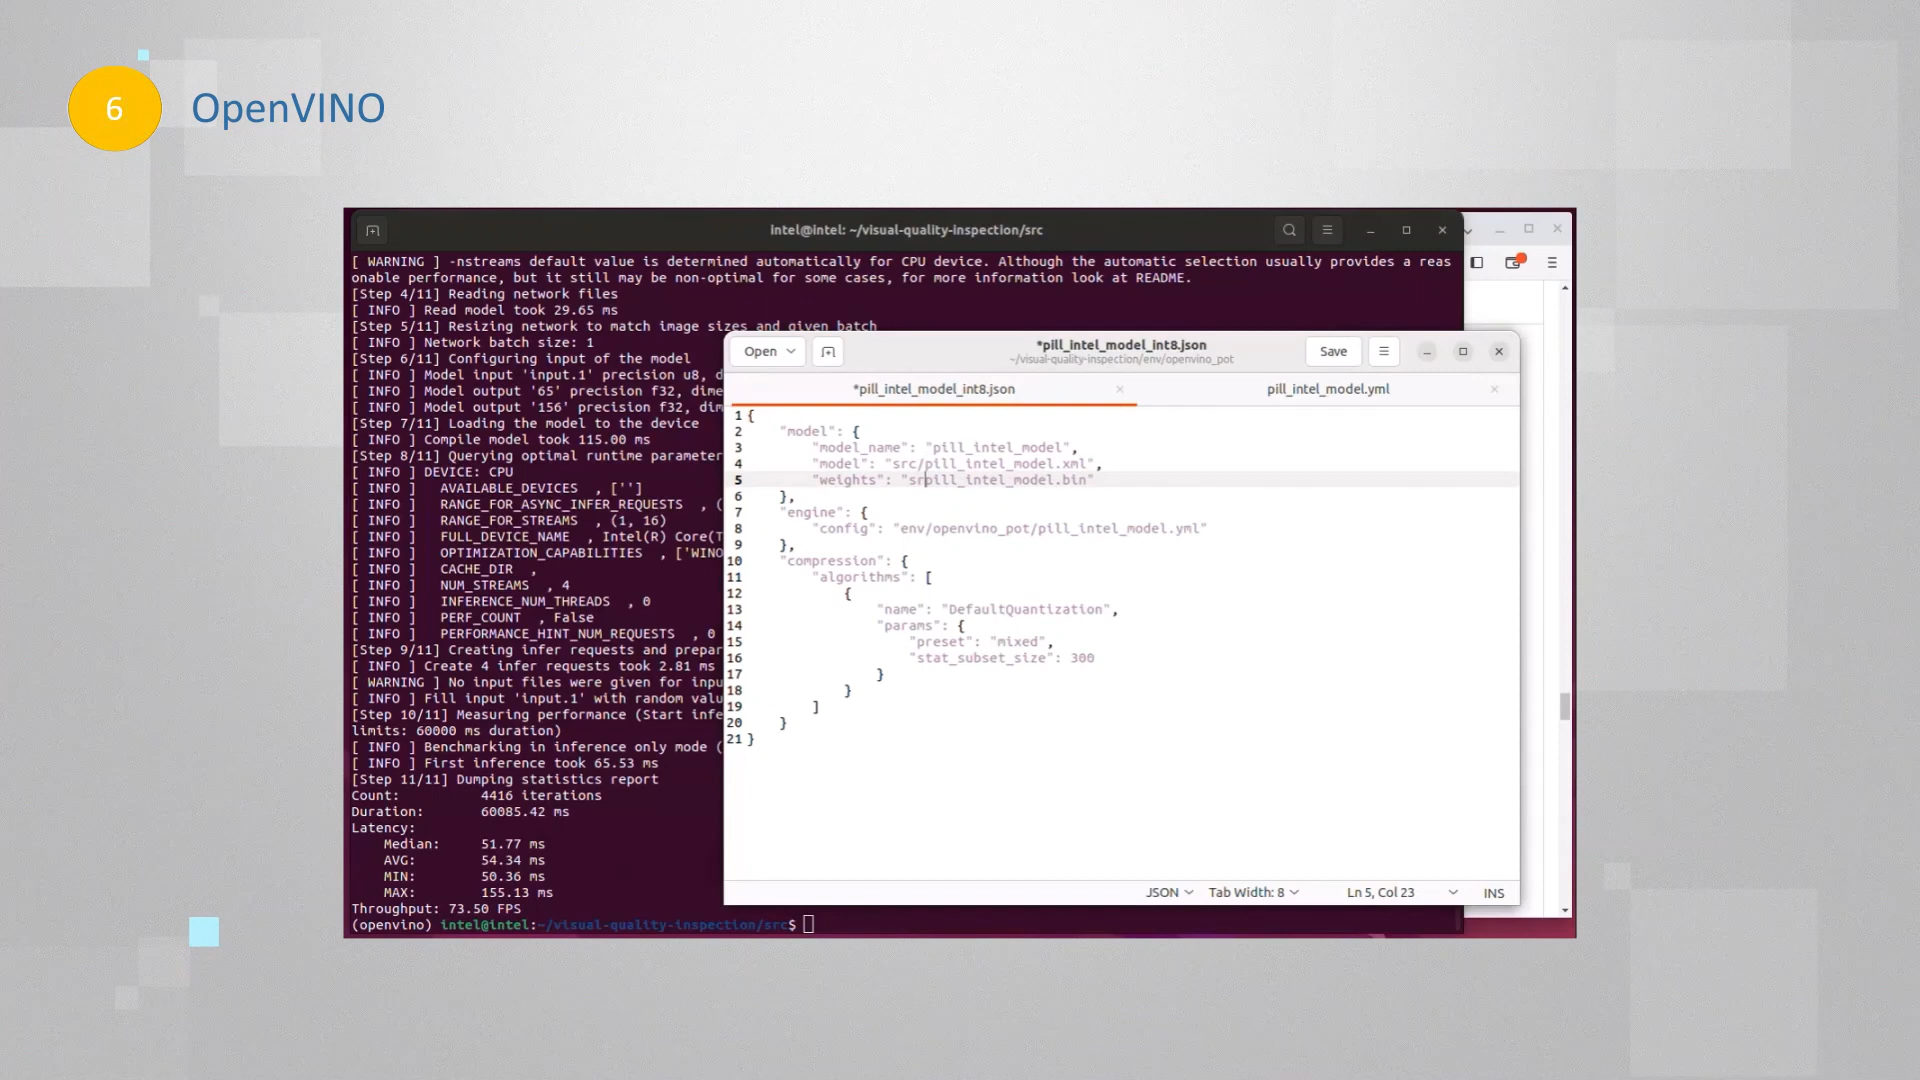 6
OpenVINO
intel@intel: ~/visual-quality-inspection/src
[ WARNING ] -nstreams default value is determined automatically for CPU device. Although the automatic selection usually provides a reas
onable performance, but it still may be non-optimal for some cases, for more information look at README.
[Step 4/11] Reading network files
[ INFO ] Read model took 29.65 ms
[Step 5/11] Resizing network to match image sizes and given batch
[ INFO ] Network batch size: 1
[Step 6/11] Configuring input of the model
[ INFO ] Model input 'input.1' precision u8, d
[ INFO ] Model output '65' precision f32, dime
[ INFO ] Model output '156' precision f32, dim
[Step 7/11] Loading the model to the device
[ INFO ] Compile model took 115.00 ms
[Step 8/11] Querying optimal runtime parameter
[ INFO ] DEVICE: CPU
[ INFO ]   AVAILABLE_DEVICES  , ['']
[ INFO ]   RANGE_FOR_ASYNC_INFER_REQUESTS  , (
[ INFO ]   RANGE_FOR_STREAMS  , (1, 16)
[ INFO ]   FULL_DEVICE_NAME  , Intel(R) Core(T
[ INFO ]   OPTIMIZATION_CAPABILITIES  , ['WINO
[ INFO ]   CACHE_DIR  ,
[ INFO ]   NUM_STREAMS  , 4
[ INFO ]   INFERENCE_NUM_THREADS  , 0
[ INFO ]   PERF_COUNT  , False
[ INFO ]   PERFORMANCE_HINT_NUM_REQUESTS  , 0
[Step 9/11] Creating infer requests and prepar
[ INFO ] Create 4 infer requests took 2.81 ms
[ WARNING ] No input files were given for inpu
[ INFO ] Fill input 'input.1' with random valu
[Step 10/11] Measuring performance (Start infe
limits: 60000 ms duration)
[ INFO ] Benchmarking in inference only mode (
[ INFO ] First inference took 65.53 ms
[Step 11/11] Dumping statistics report
Count:          4416 iterations
Duration:       60085.42 ms
Latency:
    Median:     51.77 ms
    AVG:        54.34 ms
    MIN:        50.36 ms
    MAX:        155.13 ms
Throughput: 73.50 FPS
(openvino) intel@intel:~/visual-quality-inspection/src$
Open
*pill_intel_model_int8.json
~/visual-quality-inspection/env/openvino_pot
Save
*pill_intel_model_int8.json
pill_intel_model.yml
1 {
2     "model": {
3         "model_name": "pill_intel_model",
4         "model": "src/pill_intel_model.xml",
5         "weights": "srpill_intel_model.bin"
6     },
7     "engine": {
8         "config": "env/openvino_pot/pill_intel_model.yml"
9     },
10     "compression": {
11         "algorithms": [
12             {
13                 "name": "DefaultQuantization",
14                 "params": {
15                     "preset": "mixed",
16                     "stat_subset_size": 300
17                 }
18             }
19         ]
20     }
21 }
JSON
Tab Width: 8
Ln 5, Col 23
INS